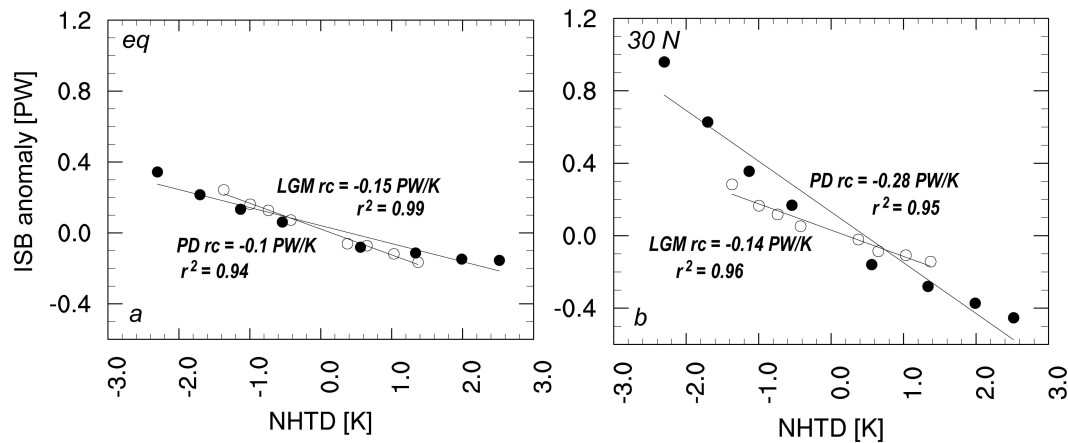 1.2
0.8
0.4
0.0
-0.4
ISB anomaly [PW]
eq
LGM rc = -0.15 PW/K
r² = 0.99
PD rc = -0.1 PW/K
r² = 0.94
a
-3.0
-2.0
-1.0
0.0
1.0
2.0
3.0
NHTD [K]
1.2
0.8
0.4
0.0
-0.4
30 N
PD rc = -0.28 PW/K
r² = 0.95
LGM rc = -0.14 PW/K
r² = 0.96
b
-3.0
-2.0
-1.0
0.0
1.0
2.0
3.0
NHTD [K]